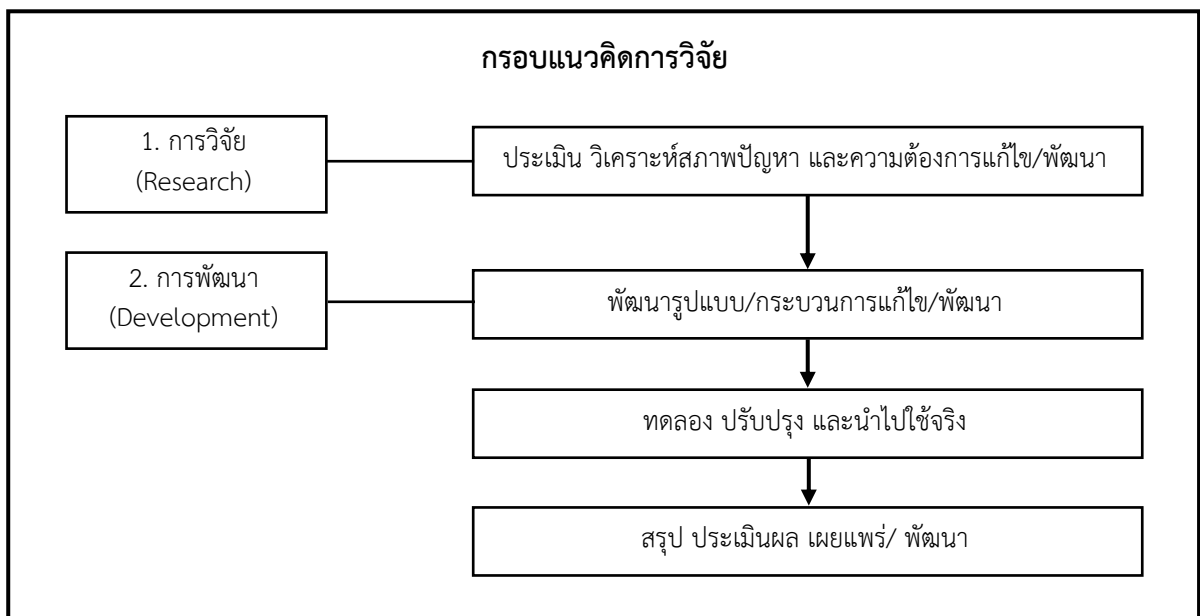 กรอบแนวคิดการวิจัย
1. การวิจัย
(Research)
ประเมิน วิเคราะห์สภาพปัญหา และความต้องการแก้ไข/พัฒนา
2. การพัฒนา
(Development)
พัฒนารูปแบบ/กระบวนการแก้ไข/พัฒนา
ทดลอง ปรับปรุง และนำไปใช้จริง
สรุป ประเมินผล เผยแพร่/ พัฒนา